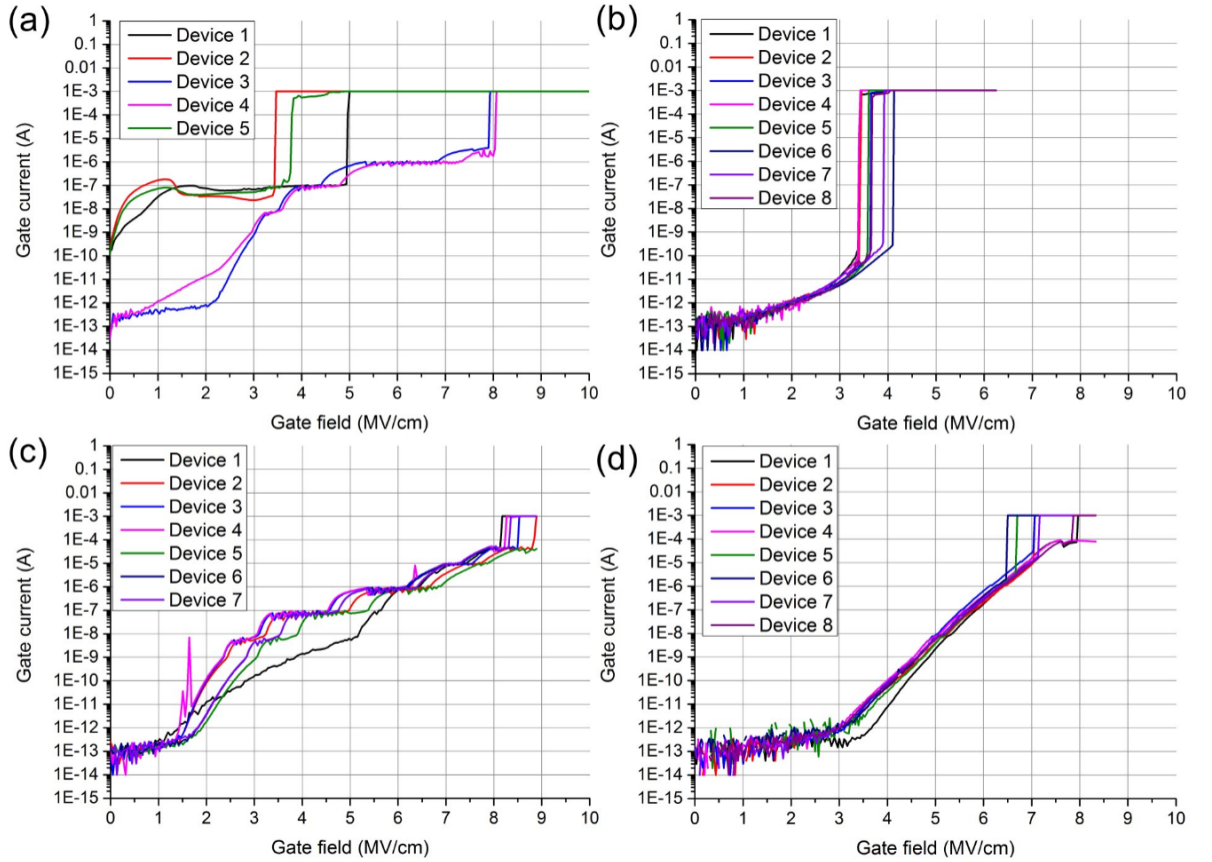 (a)
1
0.1
0.01
1E-3
1E-4
1E-5
1E-6
1E-7
1E-8
1E-9
1E-10
1E-11
1E-12
1E-13
1E-14
1E-15
Gate current (A)
Device 1
Device 2
Device 3
Device 4
Device 5
0 1 2 3 4 5 6 7 8 9 10
Gate field (MV/cm)
(b)
1
0.1
0.01
1E-3
1E-4
1E-5
1E-6
1E-7
1E-8
1E-9
1E-10
1E-11
1E-12
1E-13
1E-14
1E-15
Gate current (A)
Device 1
Device 2
Device 3
Device 4
Device 5
Device 6
Device 7
Device 8
0 1 2 3 4 5 6 7 8 9 10
Gate field (MV/cm)
(c)
1
0.1
0.01
1E-3
1E-4
1E-5
1E-6
1E-7
1E-8
1E-9
1E-10
1E-11
1E-12
1E-13
1E-14
1E-15
Gate current (A)
Device 1
Device 2
Device 3
Device 4
Device 5
Device 6
Device 7
0 1 2 3 4 5 6 7 8 9 10
Gate field (MV/cm)
(d)
1
0.1
0.01
1E-3
1E-4
1E-5
1E-6
1E-7
1E-8
1E-9
1E-10
1E-11
1E-12
1E-13
1E-14
1E-15
Gate current (A)
Device 1
Device 2
Device 3
Device 4
Device 5
Device 6
Device 7
Device 8
0 1 2 3 4 5 6 7 8 9 10
Gate field (MV/cm)